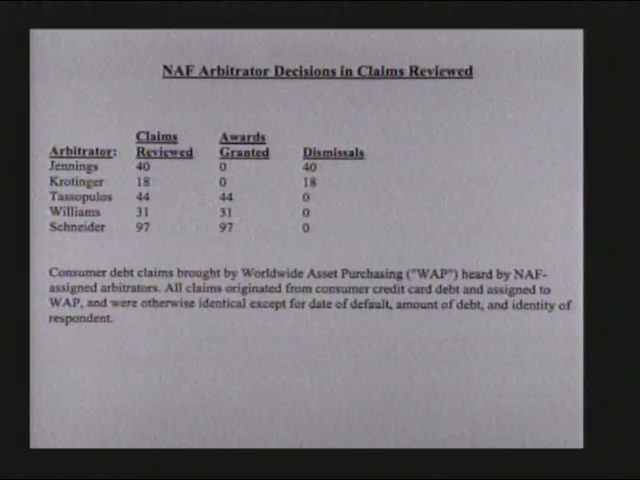 NAF Arbitrator Decisions in Claims Reviewed
Claims Awards
Arbitrator: Reviewed Granted Dismissals
Jennings 40 0 40
Krotinger 18 0 18
Tassopulos 44 44 0
Williams 31 31 0
Schneider 97 97 0
Consumer debt claims brought by Worldwide Asset Purchasing ("WAP") heard by NAF-
assigned arbitrators. All claims originated from consumer credit card debt and assigned to
WAP, and were otherwise identical except for date of default, amount of debt, and identity of
respondent.